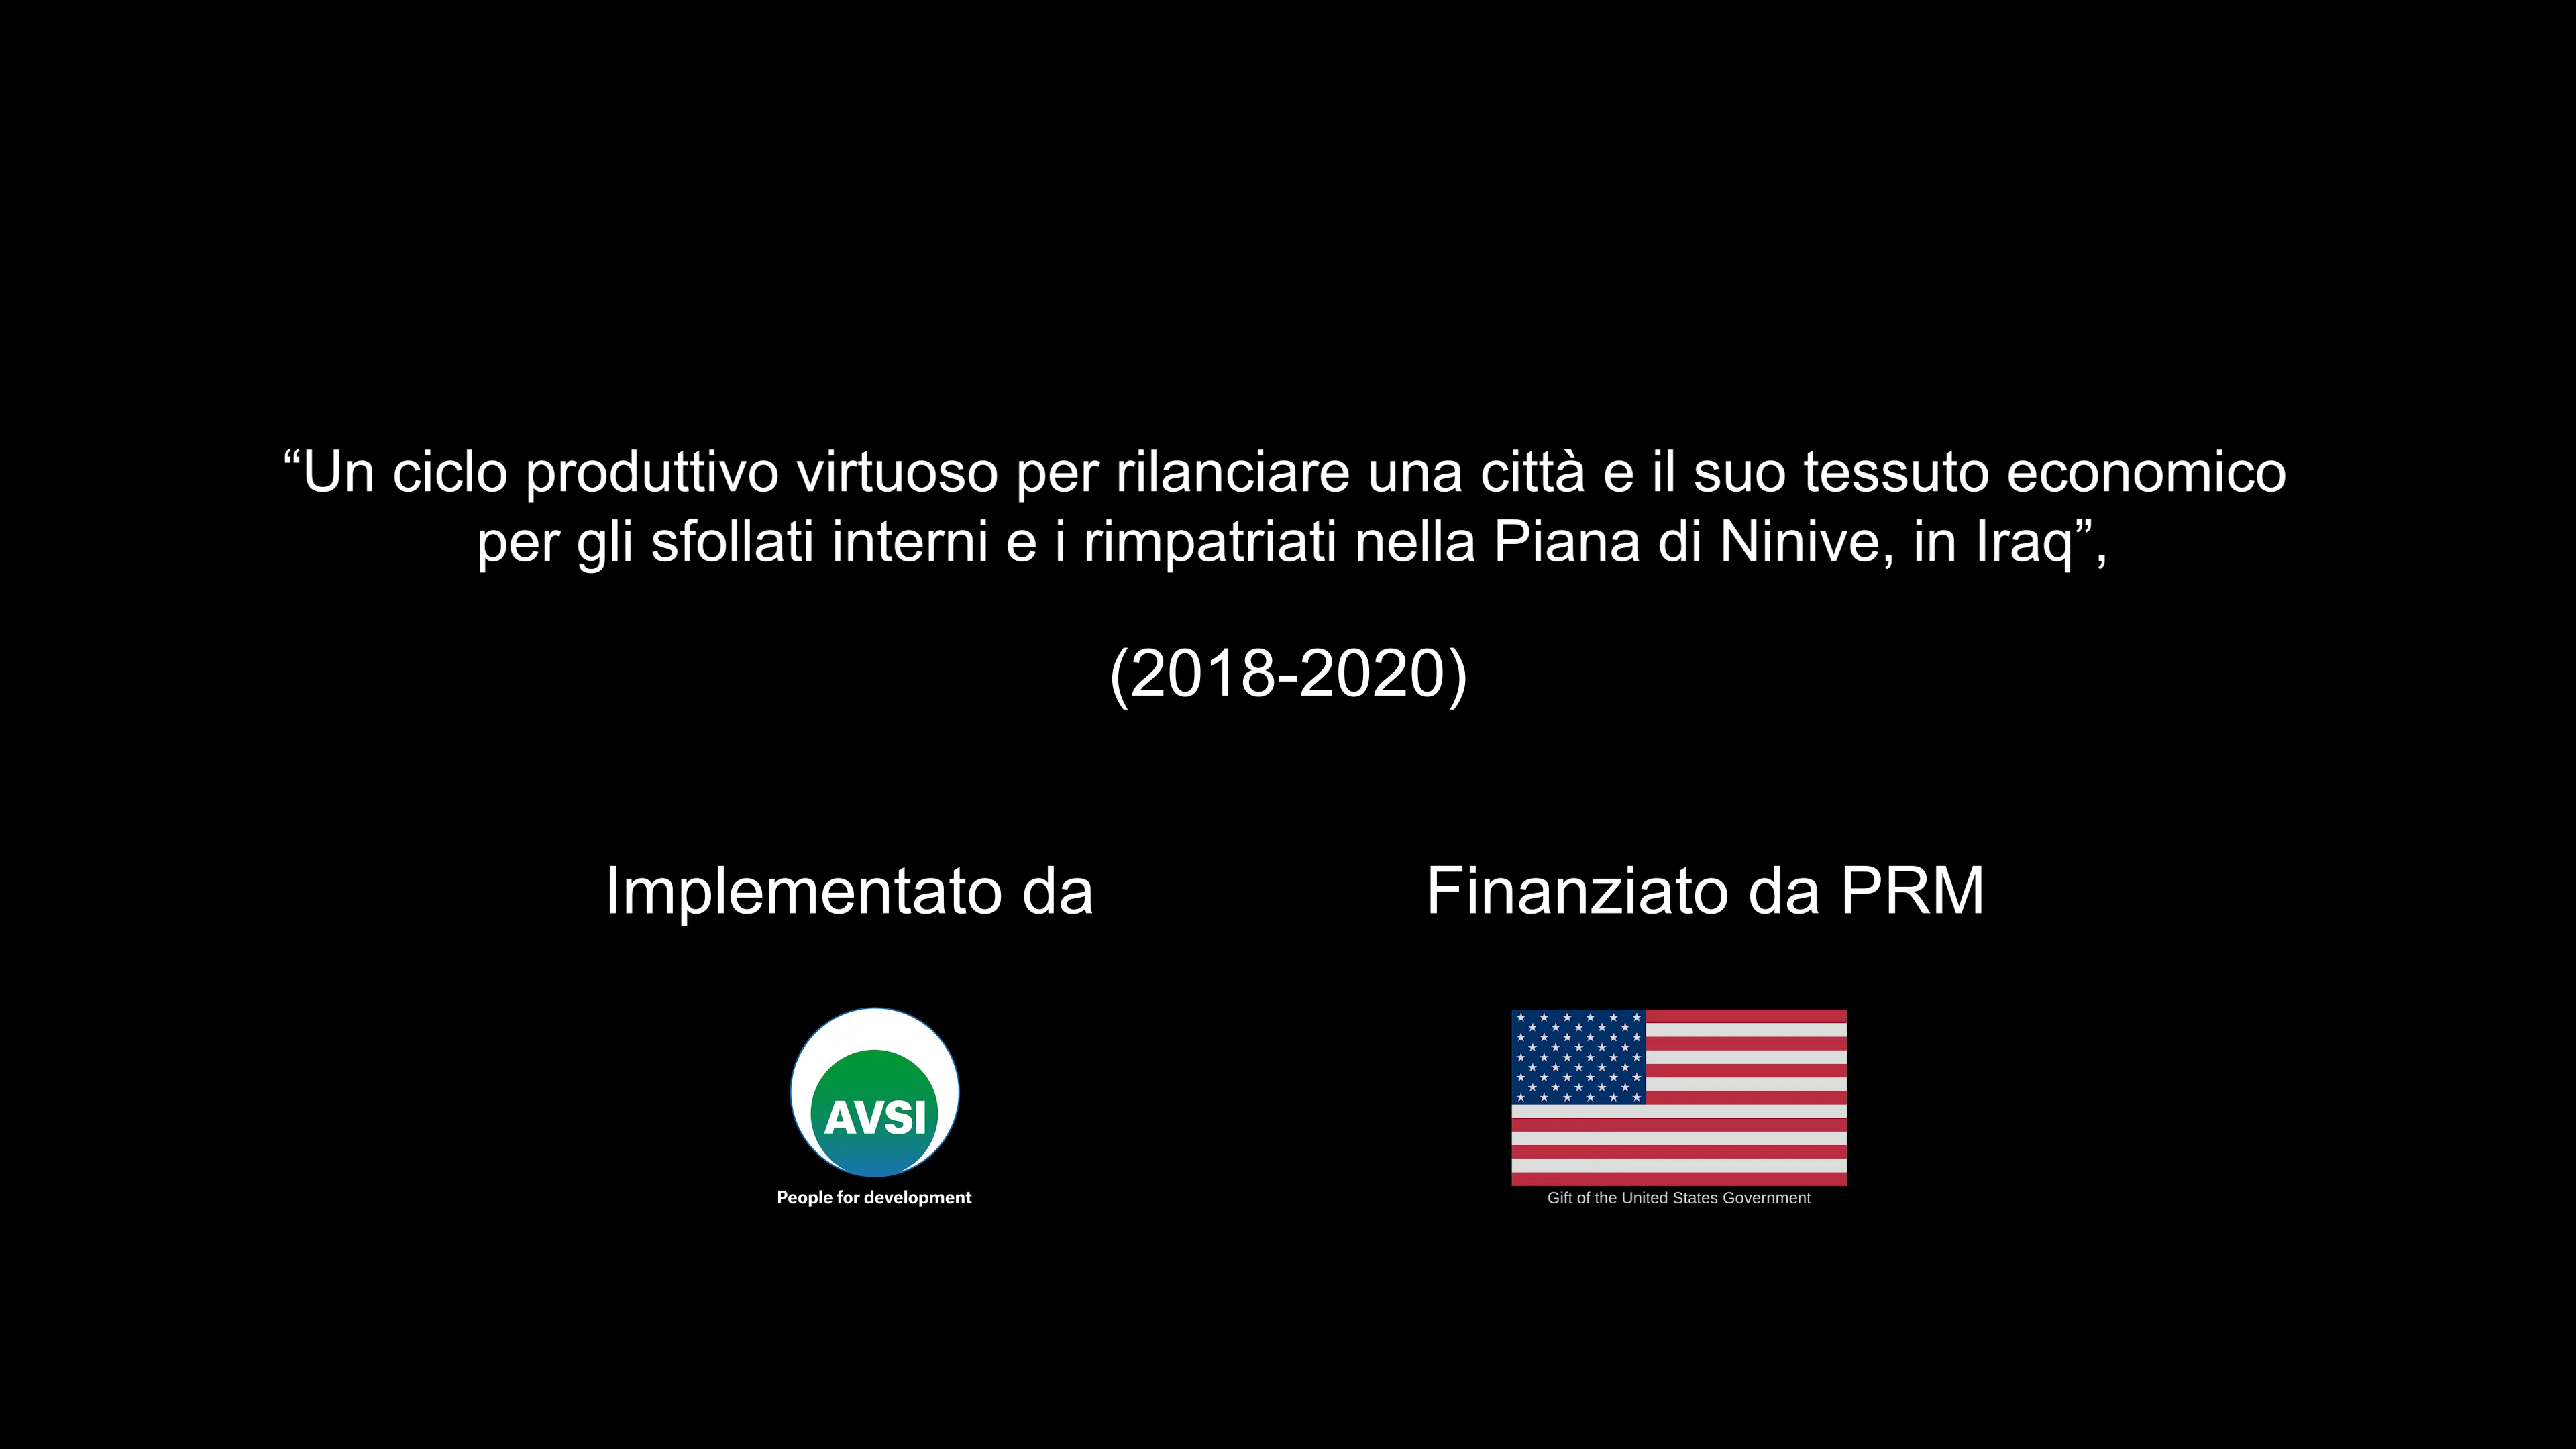 “Un ciclo produttivo virtuoso per rilanciare una città e il suo tessuto economico
per gli sfollati interni e i rimpatriati nella Piana di Ninive, in Iraq”,
(2018-2020)
Implementato da
Finanziato da PRM
AVSI
People for development
Gift of the United States Government